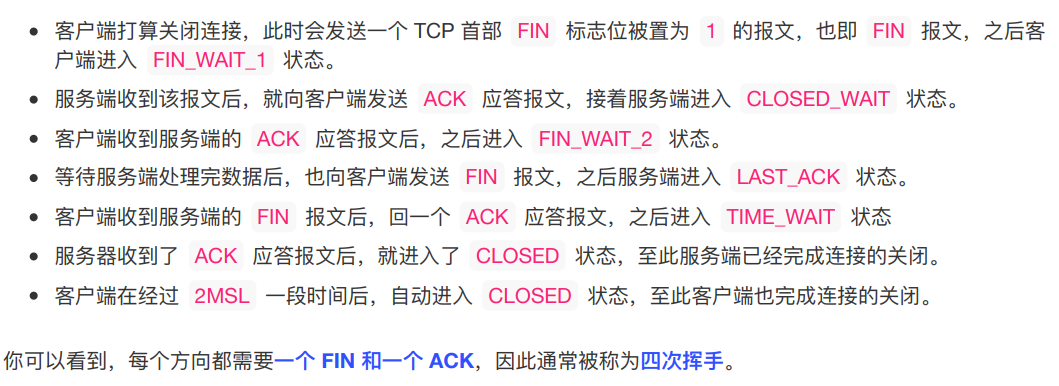 客户端打算关闭连接，此时会发送一个 TCP 首部 FIN 标志位被置为 1 的报文，也即 FIN 报文，之后客
户端进入 FIN_WAIT_1 状态。
服务端收到该报文后，就向客户端发送 ACK 应答报文，接着服务端进入 CLOSED_WAIT 状态。
客户端收到服务端的 ACK 应答报文后，之后进入 FIN_WAIT_2 状态。
等待服务端处理完数据后，也向客户端发送 FIN 报文，之后服务端进入 LAST_ACK 状态。
客户端收到服务端的 FIN 报文后，回一个 ACK 应答报文，之后进入 TIME_WAIT 状态
服务器收到了 ACK 应答报文后，就进入了 CLOSED 状态，至此服务端已经完成连接的关闭。
客户端在经过 2MSL 一段时间后，自动进入 CLOSED 状态，至此客户端也完成连接的关闭。
你可以看到，每个方向都需要一个 FIN 和一个 ACK，因此通常被称为四次挥手。